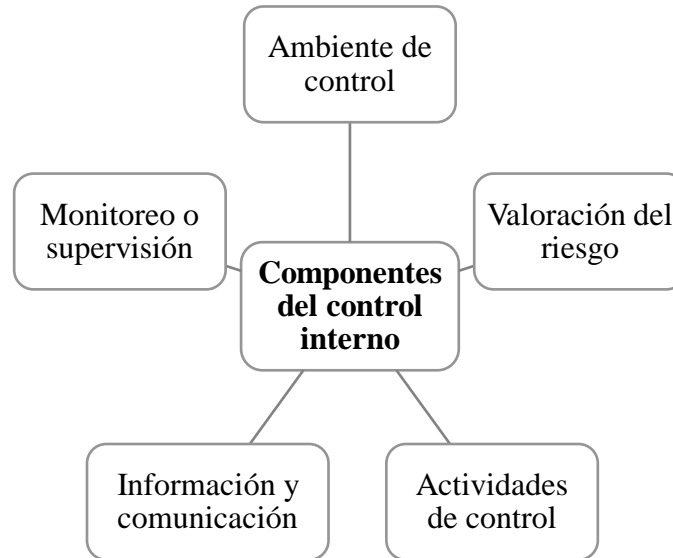 Ambiente de
control
Monitoreo o
supervisión
Valoración del
riesgo
Componentes
del control
interno
Información y
comunicación
Actividades
de control